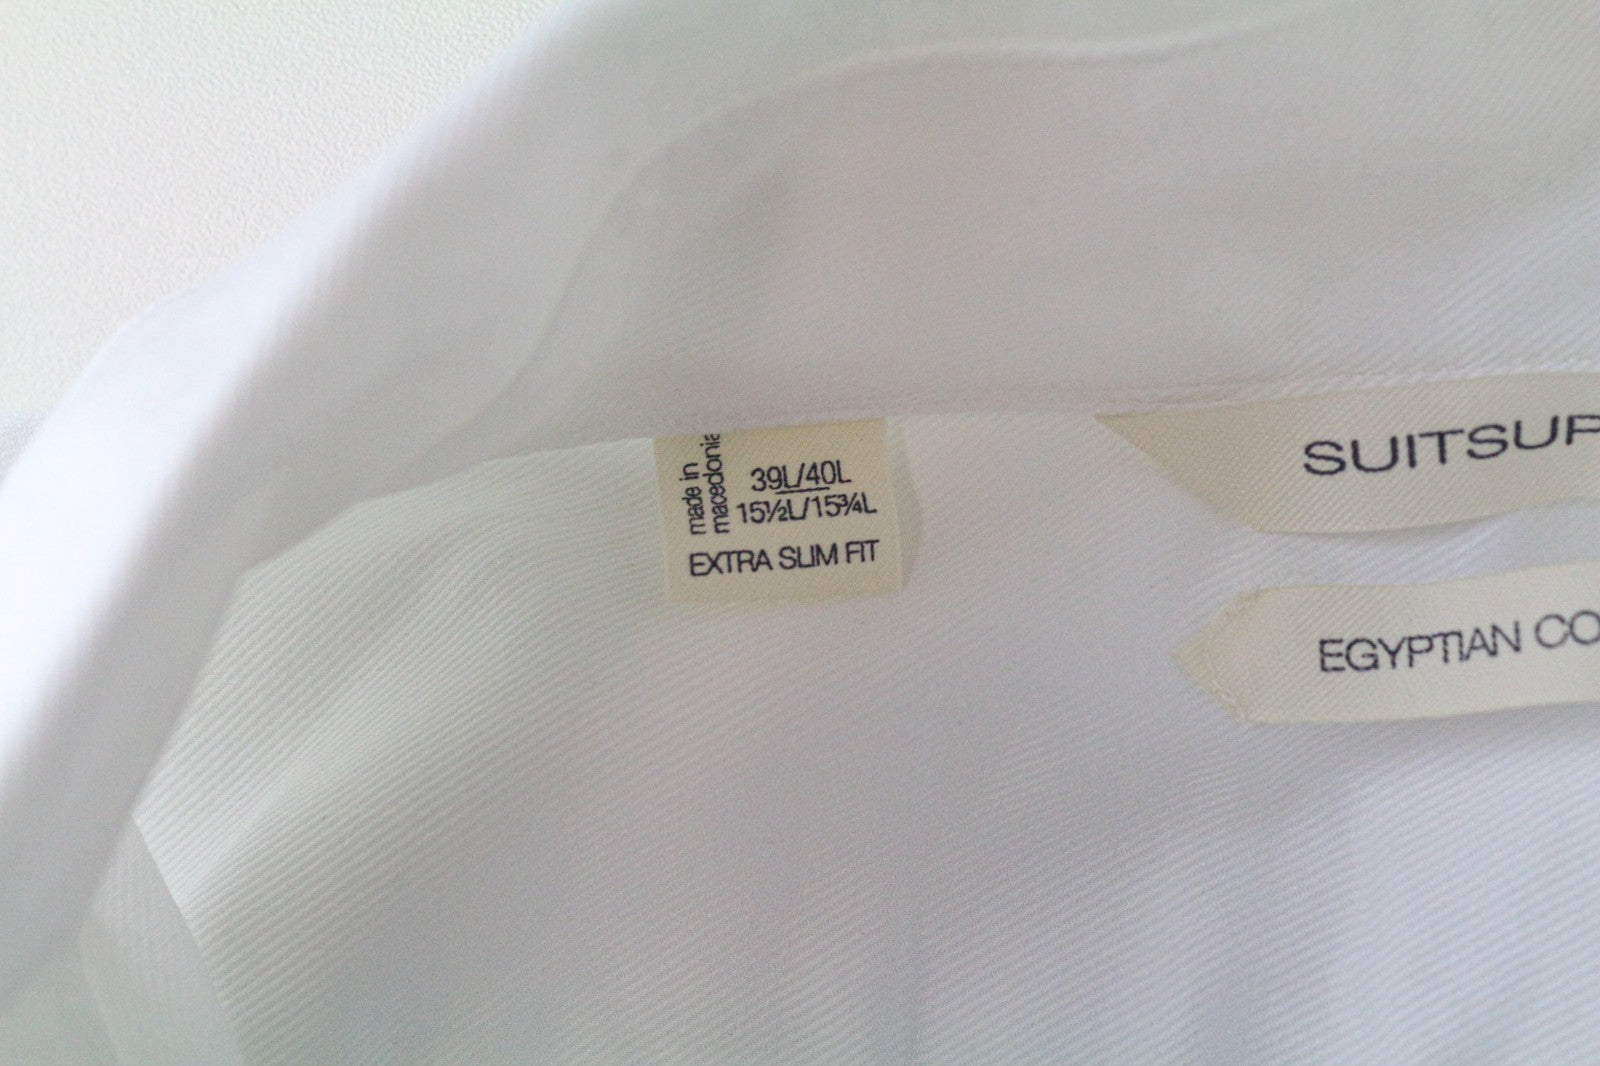 made in
macedonia
39L/40L
15½L/15¾L
EXTRA SLIM FIT
SUITSUP
EGYPTIAN CO